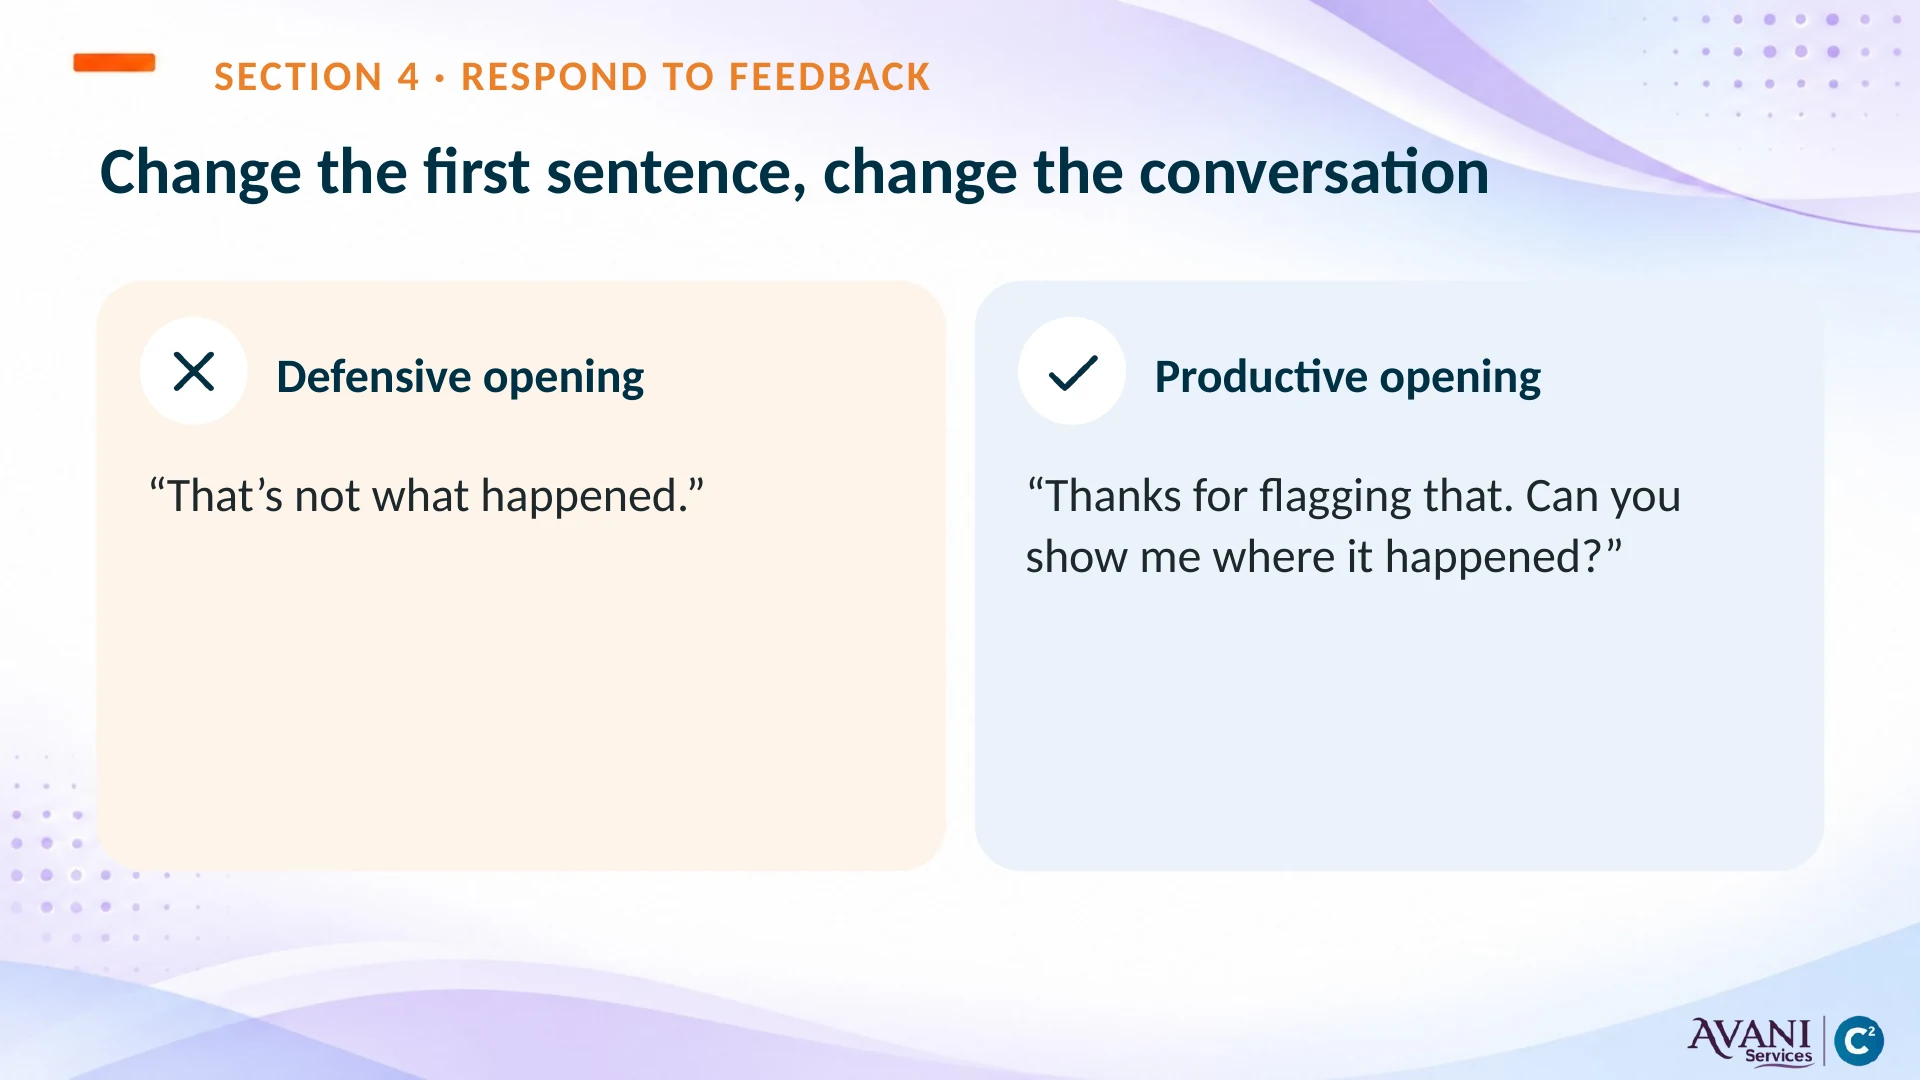 SECTION 4 · RESPOND TO FEEDBACK
Change the first sentence, change the conversation
Defensive opening
“That’s not what happened.”
Productive opening
“Thanks for flagging that. Can you
show me where it happened?”
AVANI
Services
C²